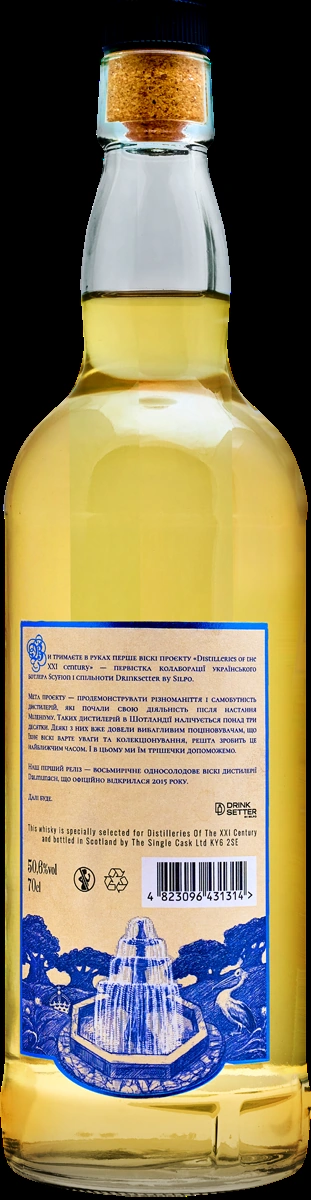 Ви тримаєте в руках перше віскі проєкту «Distilleries of the
XXI century» — первістка колаборації українського
ботлера Scyfion і спільноти Drinksetter by Silpo.
Мета проєкту — продемонструвати різноманіття і самобутність
дистилерій, які почали свою діяльність після настання
Міленіуму. Таких дистилерій в Шотландії налічується понад три
десятки. Деякі з них вже довели вибагливим поціновувачам, що
їхнє віскі варте уваги та колекціонування, решта зробить це
найближчим часом. І в цьому ми їм трішечки допоможемо.
Наш перший реліз — восьмирічне односолодове віскі дистилерії
Dalmunach, що офіційно відкрилася 2015 року.
Далі буде.
DRINK
SETTER
BY SILPO
This whisky is specially selected for Distilleries Of The XXI Century
and bottled in Scotland by The Single Cask Ltd KY6 2SE
50,6%vol
70cl
4 823096 431314 >